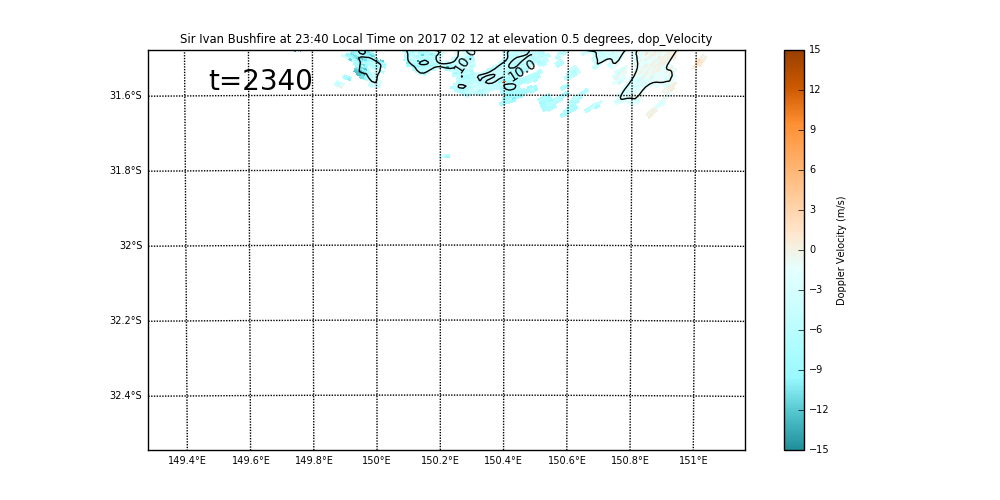 Sir Ivan Bushfire at 23:40 Local Time on 2017 02 12 at elevation 0.5 degrees, dop_Velocity
t=2340
10.0
31.6°S
31.8°S
32°S
32.2°S
32.4°S
149.4°E 149.6°E 149.8°E 150°E 150.2°E 150.4°E 150.6°E 150.8°E 151°E
15
12
9
6
3
0
−3
−6
−9
−12
−15
Doppler Velocity (m/s)